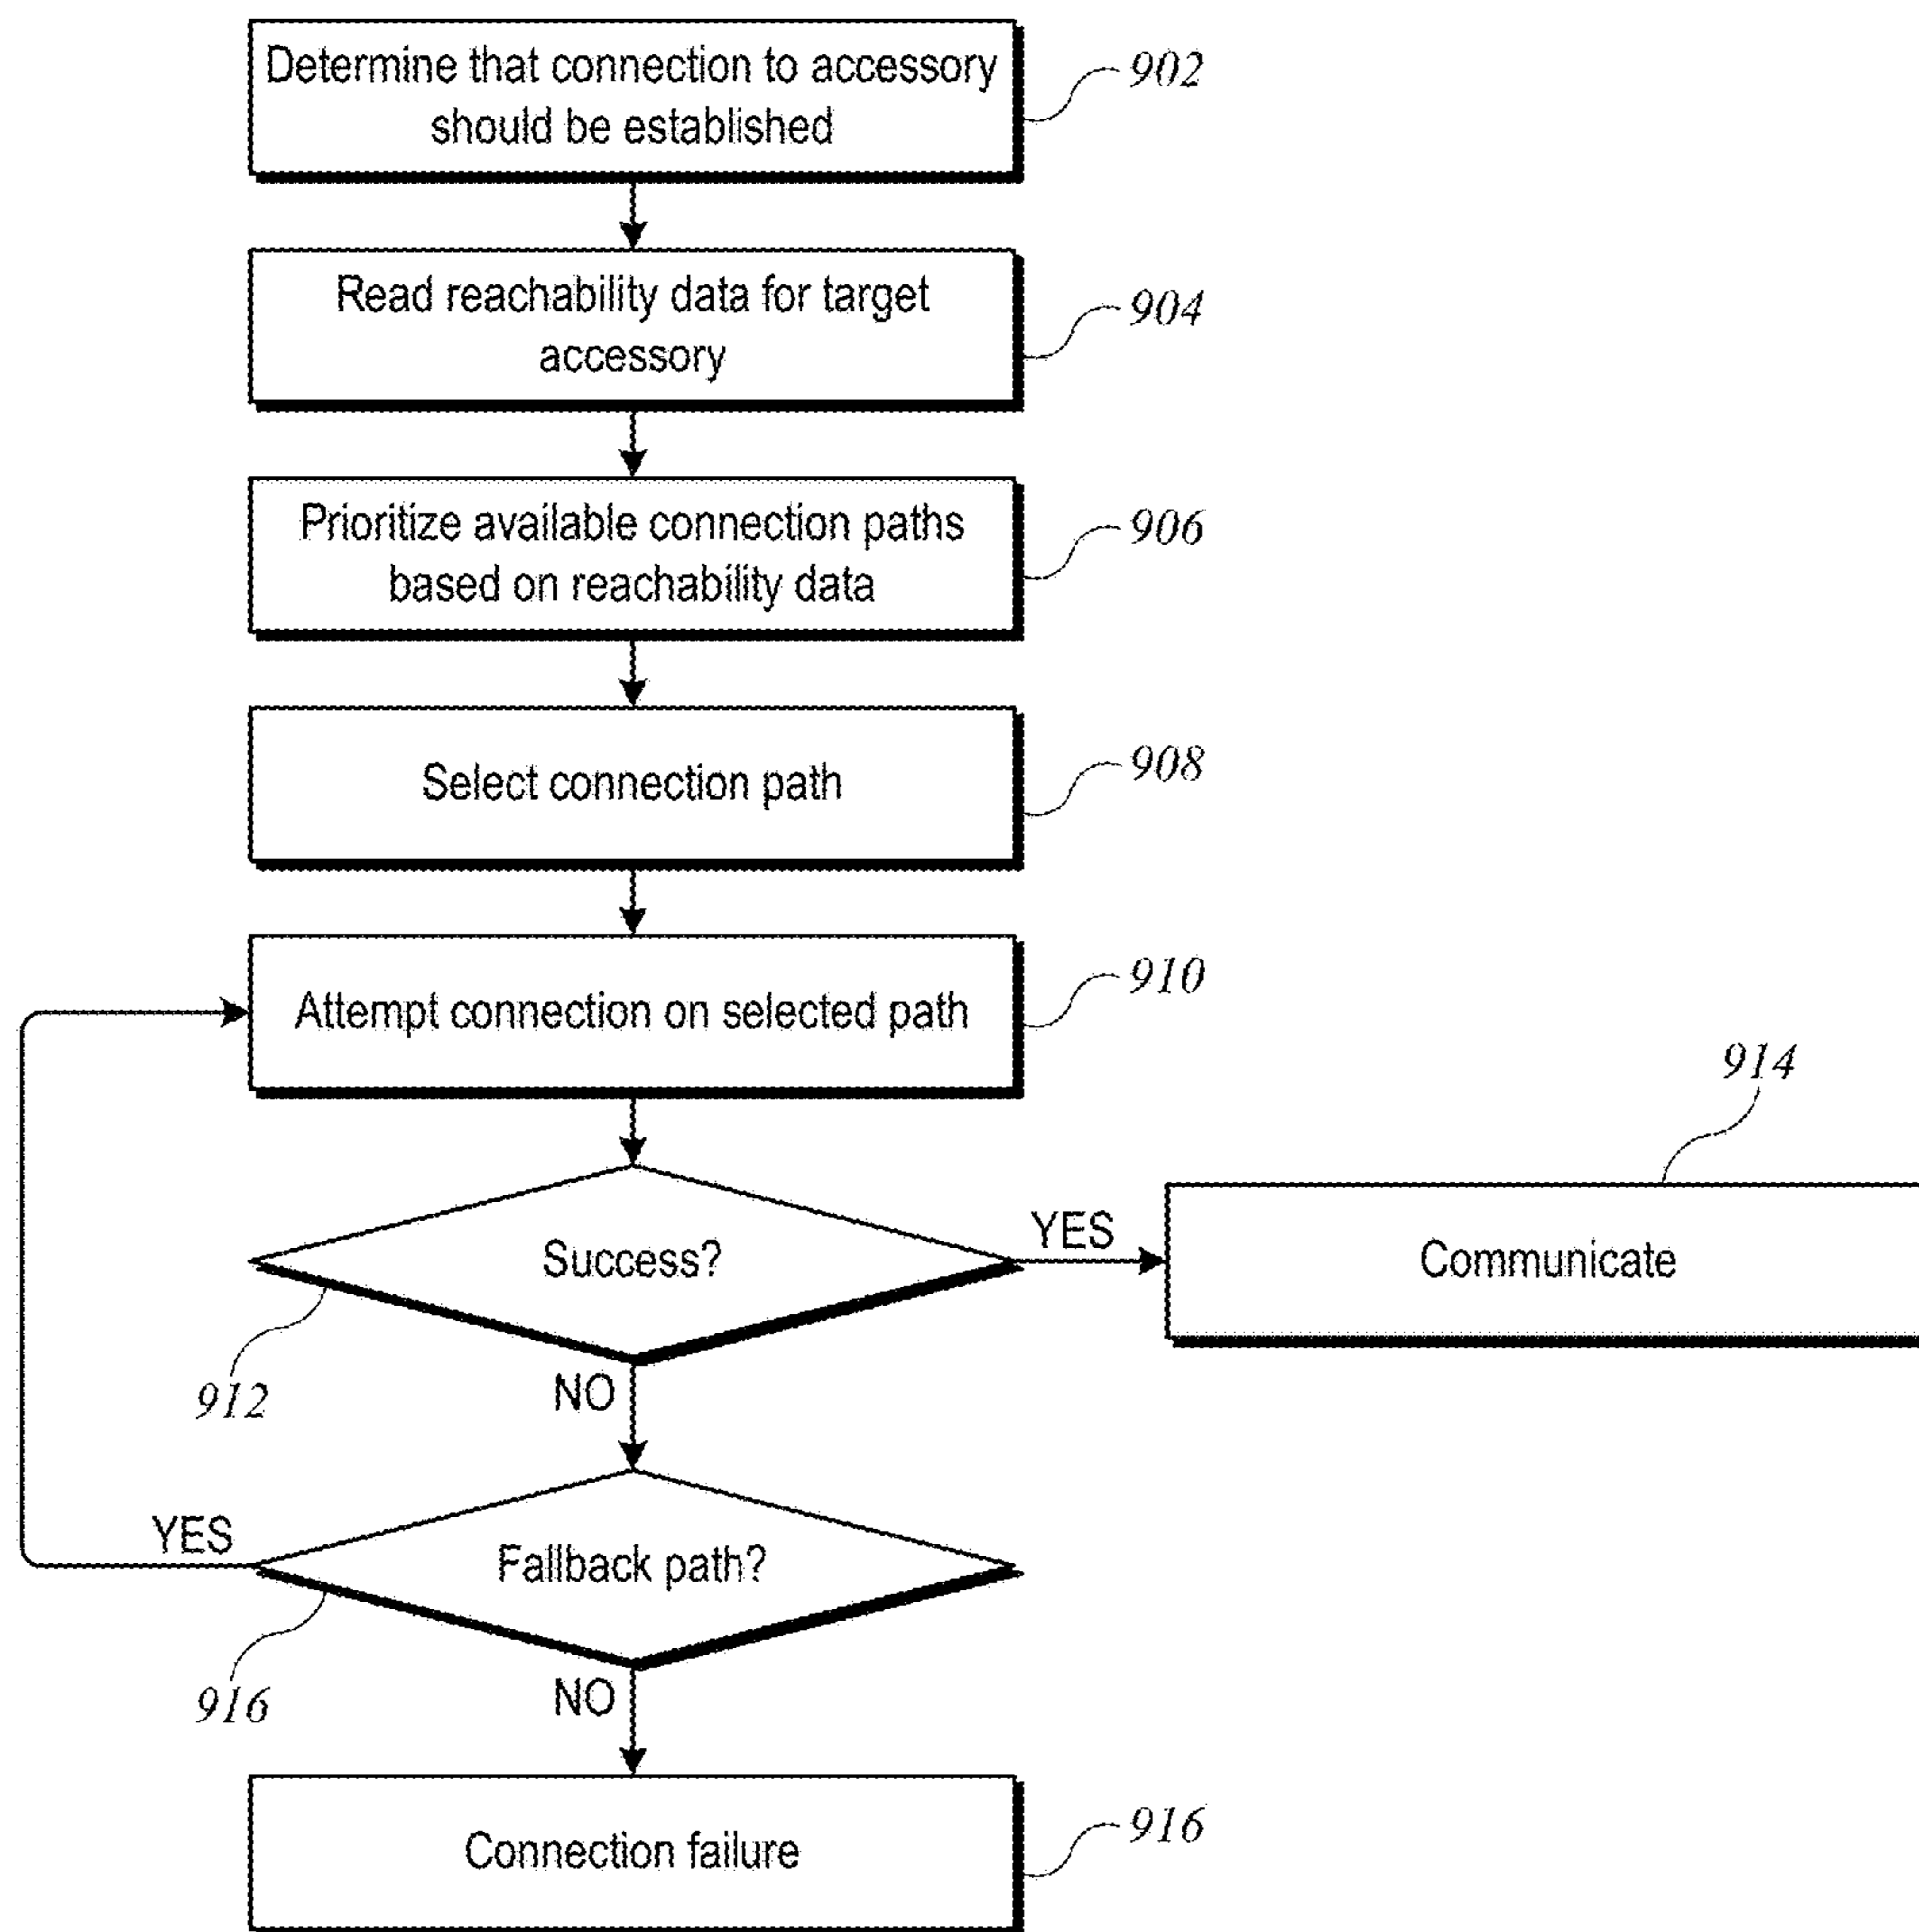 Determine that connection to accessory
should be established
902
Read reachability data for target
accessory
904
Prioritize available connection paths
based on reachability data
906
Select connection path
908
Attempt connection on selected path
910
914
Success?
YES
Communicate
912
NO
YES
Fallback path?
916
NO
Connection failure
916